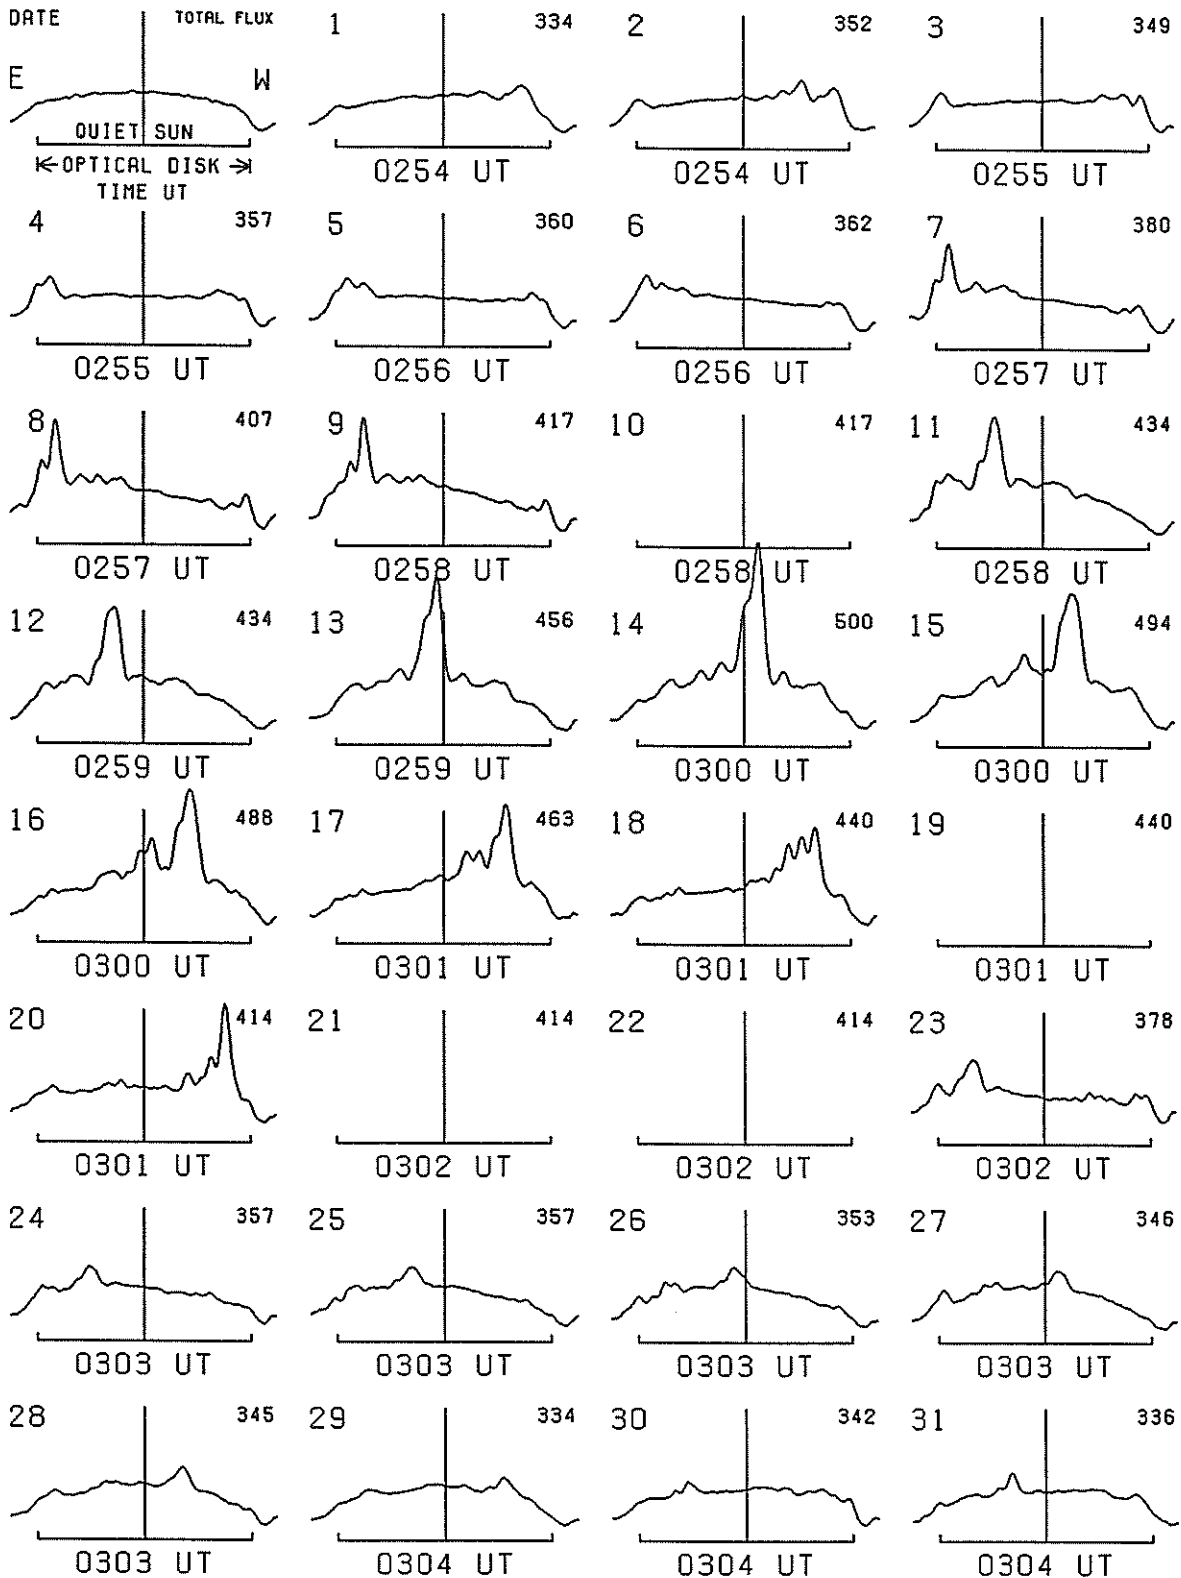 DATE TOTAL FLUX 1 334 2 352 3 349
E W
QUIET SUN
OPTICAL DISK 0254 UT 0254 UT 0255 UT
TIME UT
4 357 5 360 6 362 7 380
0255 UT 0256 UT 0256 UT 0257 UT
8 407 9 417 10 417 11 434
0257 UT 0258 UT 0258 UT 0258 UT
12 434 13 456 14 500 15 494
0259 UT 0259 UT 0300 UT 0300 UT
16 488 17 463 18 440 19 440
0300 UT 0301 UT 0301 UT 0301 UT
20 414 21 414 22 414 23 378
0301 UT 0302 UT 0302 UT 0302 UT
24 357 25 357 26 353 27 346
0303 UT 0303 UT 0303 UT 0303 UT
28 345 29 334 30 342 31 336
0303 UT 0304 UT 0304 UT 0304 UT